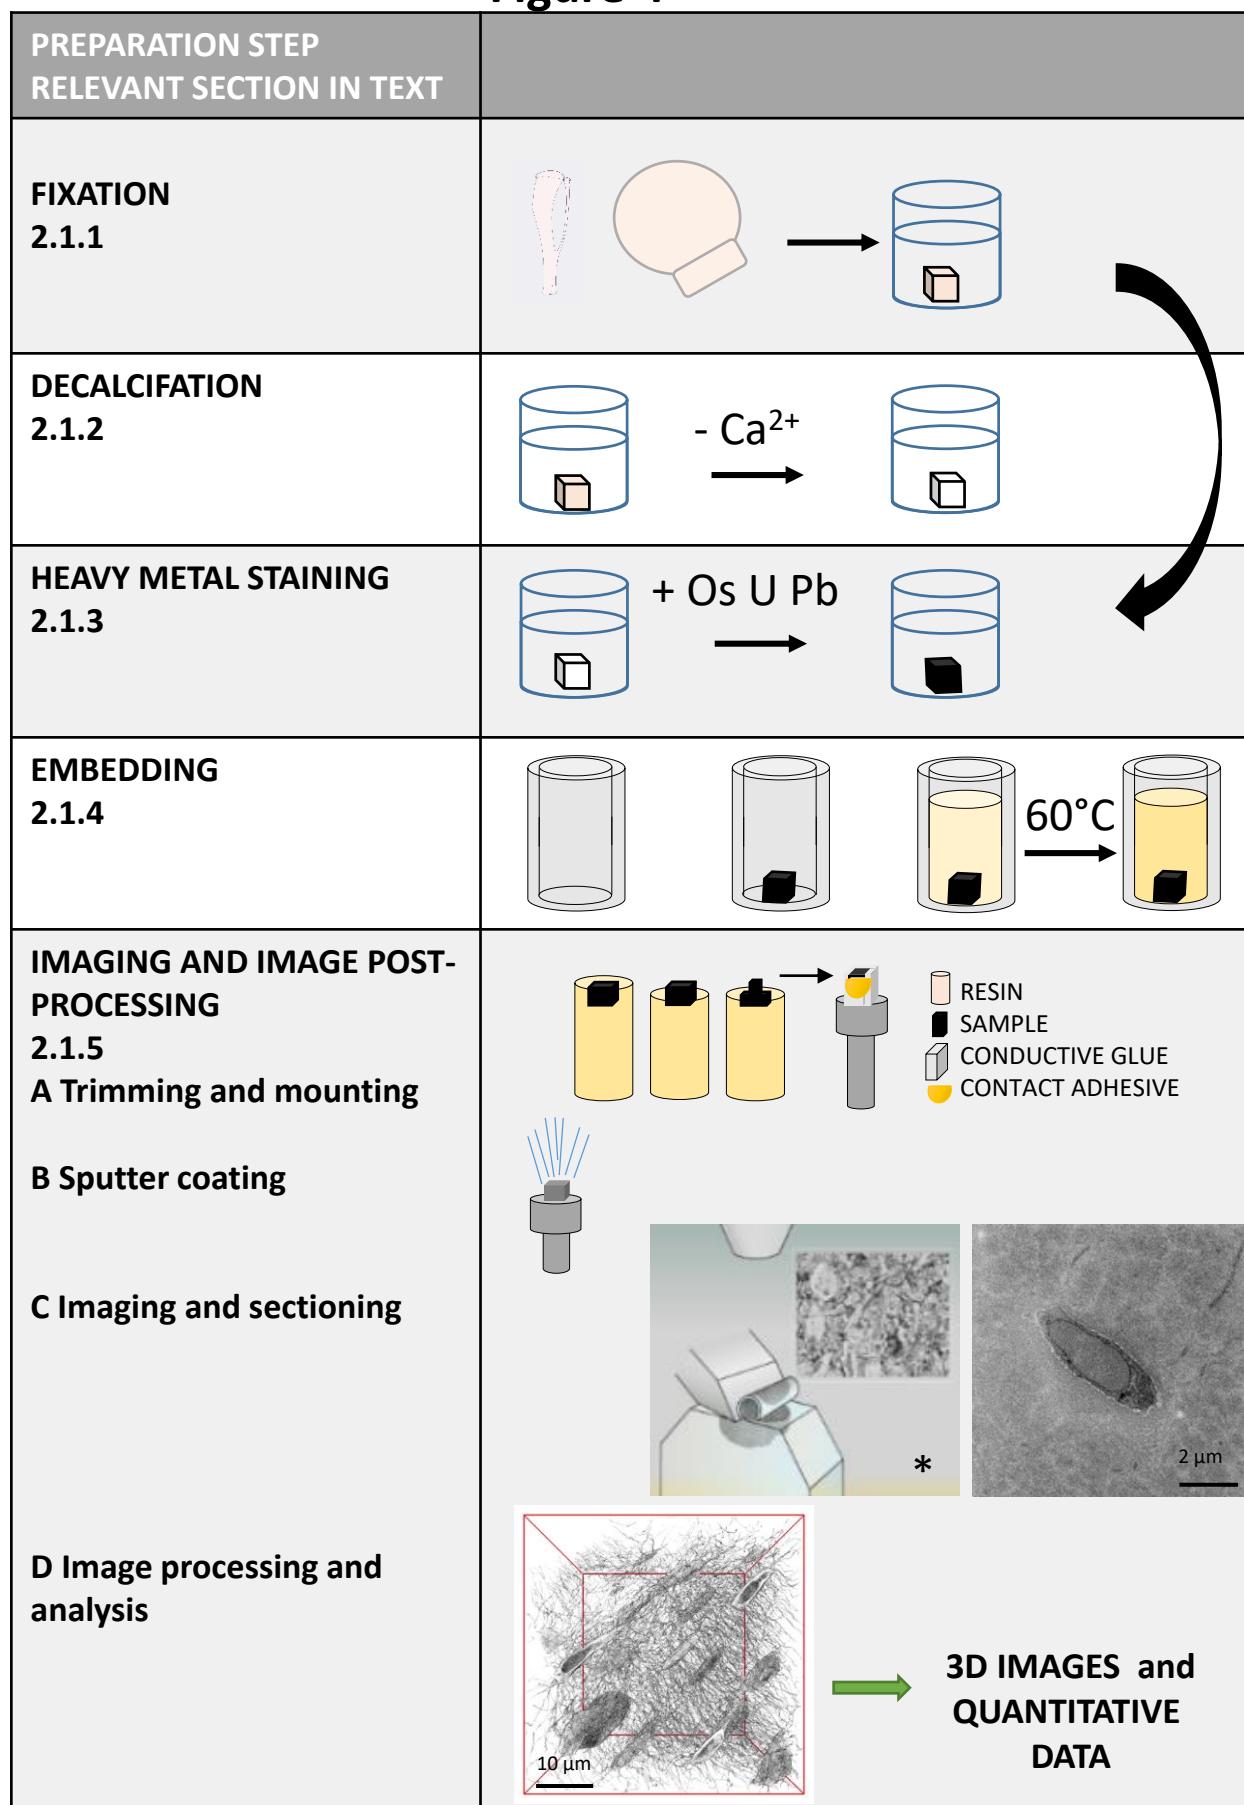 PREPARATION STEP
RELEVANT SECTION IN TEXT
FIXATION
2.1.1
DECALCIFATION
2.1.2
- Ca²⁺
HEAVY METAL STAINING
2.1.3
+ Os U Pb
EMBEDDING
2.1.4
60°C
IMAGING AND IMAGE POST-
PROCESSING
2.1.5
A Trimming and mounting
RESIN
SAMPLE
CONDUCTIVE GLUE
CONTACT ADHESIVE
B Sputter coating
C Imaging and sectioning
*
2 µm
D Image processing and
analysis
10 µm
3D IMAGES and
QUANTITATIVE
DATA